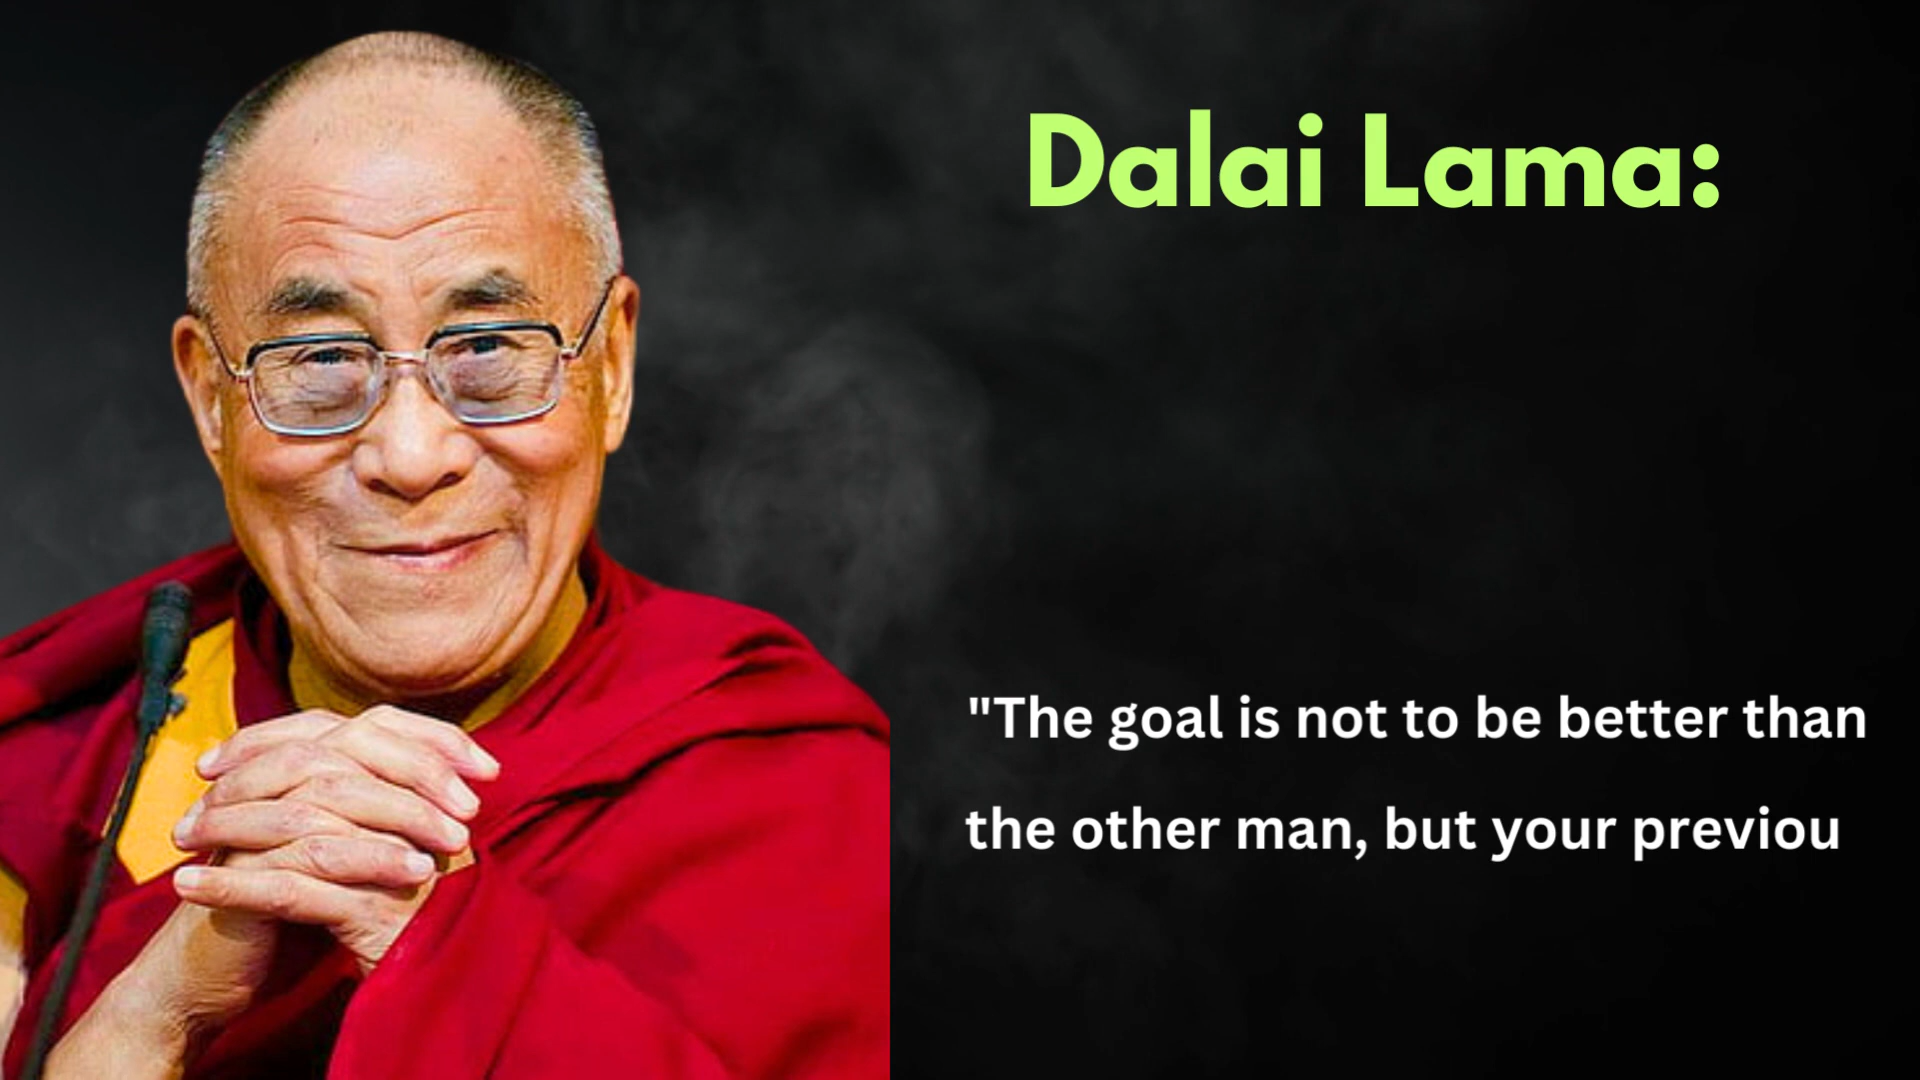 Dalai Lama:
"The goal is not to be better than
the other man, but your previou